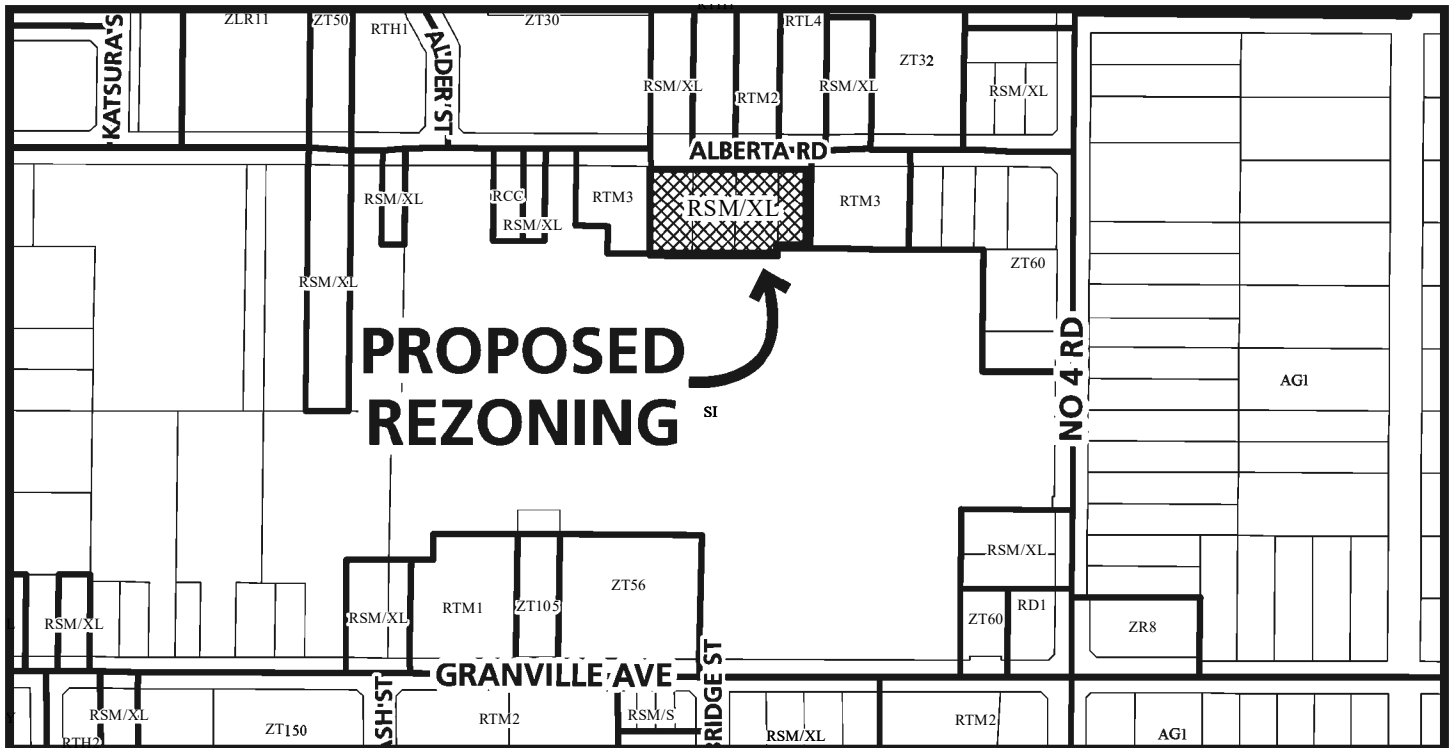 ZLR11
ZT50
RTH1
ZT30
RTL4
KATSURA'S
ALDER ST
RSM/XL
RTM2
RSM/XL
ZT32
RSM/XL
ALBERTA RD
RSM/XL
RCC
RSM/XL
RTM3
RSM/XL
RTM3
RSM/XL
ZT60
PROPOSED
REZONING
SI
NO 4 RD
AG1
RSM/XL
RSM/XL
RSM/XL
RTM1
ZT105
ZT56
ZT60
RD1
ZR8
GRANVILLE AVE
BRIDGE ST
ASH ST
RSM/XL
RTH2
ZT150
RTM2
RSM/S
RSM/XL
RTM2
AG1